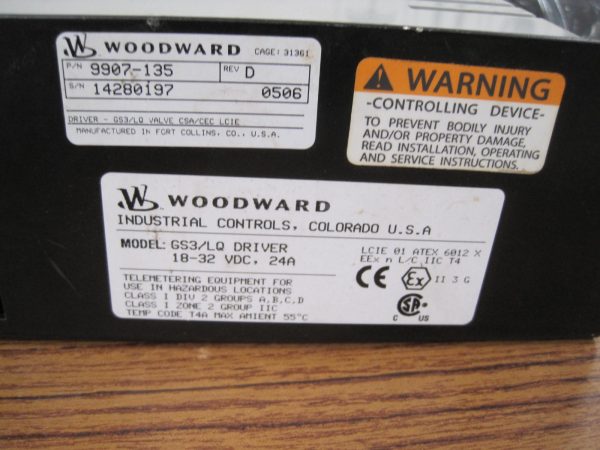 WOODWARD CAGE: 31361
P/N 9907-135 REV D
S/N 14280197 0506
DRIVER - GS3/LQ VALVE CSA/CEC LCIE
MANUFACTURED IN FORT COLLINS, CO., U.S.A.
WARNING
-CONTROLLING DEVICE-
TO PREVENT BODILY INJURY
AND/OR PROPERTY DAMAGE,
READ INSTALLATION, OPERATING
AND SERVICE INSTRUCTIONS.
WOODWARD
INDUSTRIAL CONTROLS, COLORADO U.S.A
MODEL: GS3/LQ DRIVER
18-32 VDC, 24A
TELEMETERING EQUIPMENT FOR
USE IN HAZARDOUS LOCATIONS
CLASS I DIV 2 GROUPS A,B,C,D
CLASS I ZONE 2 GROUP IIC
TEMP CODE T4A MAX AMIENT 55°C
LCIE 01 ATEX 6012 X
EEx n L/C IIC T4
CE Ex II 3 G
C SA US